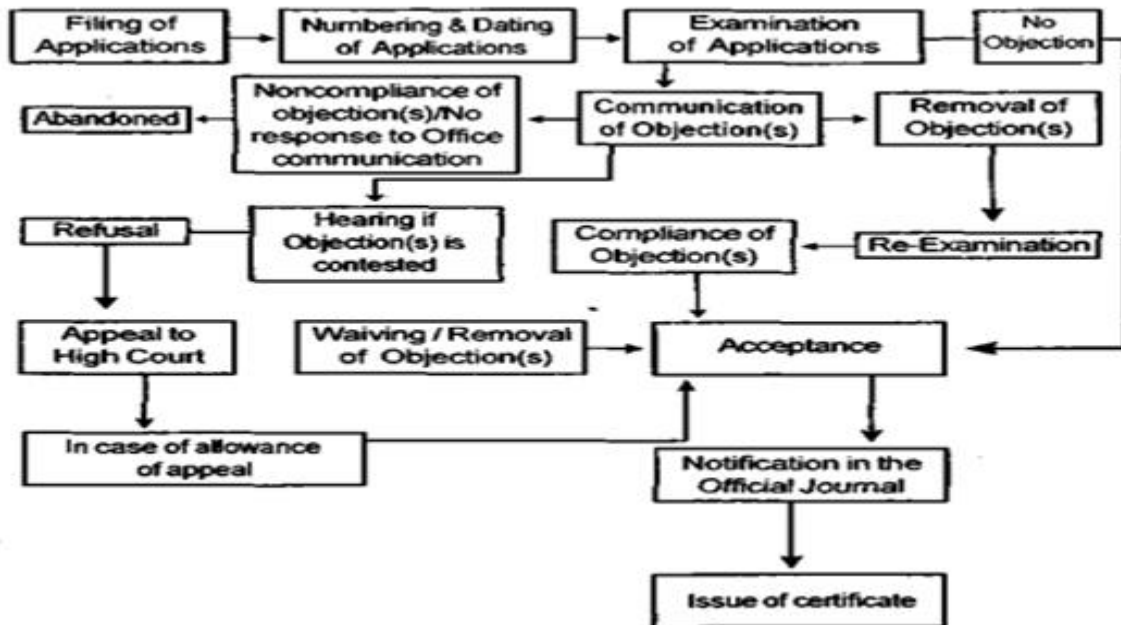 Filing of
Applications
Numbering & Dating
of Applications
Examination
of Applications
No
Objection
Abandoned
Noncompliance of
objection(s)/No
response to Office
communication
Communication
of Objection(s)
Removal of
Objection(s)
Refusal
Hearing if
Objection(s) is
contested
Compliance of
Objection(s)
Re-Examination
Appeal to
High Court
Waiving / Removal
of Objection(s)
Acceptance
In case of allowance
of appeal
Notification in the
Official Journal
Issue of certificate